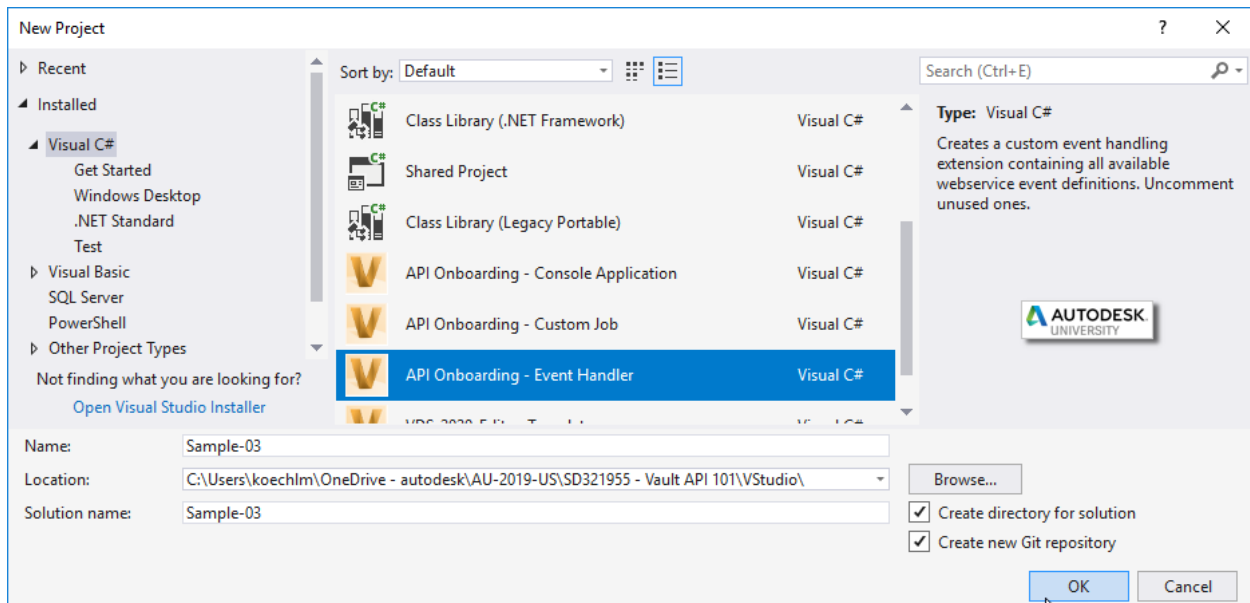 New Project
?
Recent
Installed
Visual C#
Get Started
Windows Desktop
.NET Standard
Test
Visual Basic
SQL Server
PowerShell
Other Project Types
Not finding what you are looking for?
Open Visual Studio Installer
Sort by: Default
C# Class Library (.NET Framework) Visual C#
C# Shared Project Visual C#
C# Class Library (Legacy Portable) Visual C#
API Onboarding - Console Application Visual C#
API Onboarding - Custom Job Visual C#
API Onboarding - Event Handler Visual C#
Search (Ctrl+E)
Type: Visual C#
Creates a custom event handling
extension containing all available
webservice event definitions. Uncomment
unused ones.
AUTODESK.
UNIVERSITY
Name: Sample-03
Location: C:\Users\koechlm\OneDrive - autodesk\AU-2019-US\SD321955 - Vault API 101\VStudio\
Browse...
Solution name: Sample-03
Create directory for solution
Create new Git repository
OK Cancel